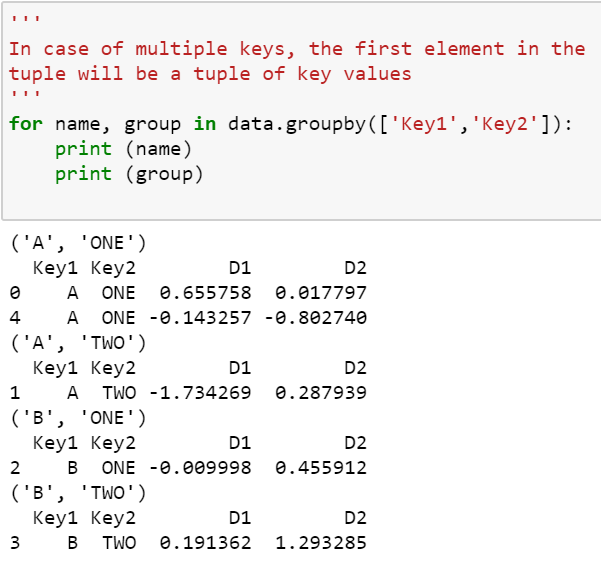 '''
In case of multiple keys, the first element in the
tuple will be a tuple of key values
'''
for name, group in data.groupby(['Key1','Key2']):
    print (name)
    print (group)
('A', 'ONE')
  Key1 Key2        D1        D2
0    A  ONE  0.655758  0.017797
4    A  ONE -0.143257 -0.802740
('A', 'TWO')
  Key1 Key2        D1        D2
1    A  TWO -1.734269  0.287939
('B', 'ONE')
  Key1 Key2        D1        D2
2    B  ONE -0.009998  0.455912
('B', 'TWO')
  Key1 Key2        D1        D2
3    B  TWO  0.191362  1.293285